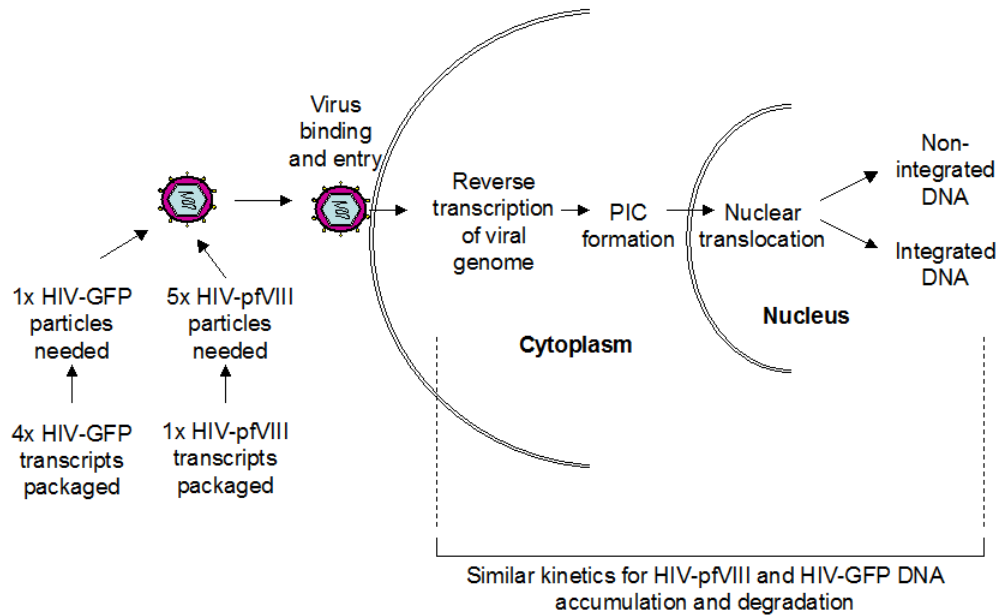 Virus
binding
and entry
Reverse
transcription
of viral
genome
PIC
formation
Nuclear
translocation
Non-
integrated
DNA
Integrated
DNA
1x HIV-GFP
particles
needed
5x HIV-pfVIII
particles
needed
Cytoplasm
Nucleus
4x HIV-GFP
transcripts
packaged
1x HIV-pfVIII
transcripts
packaged
Similar kinetics for HIV-pfVIII and HIV-GFP DNA
accumulation and degradation